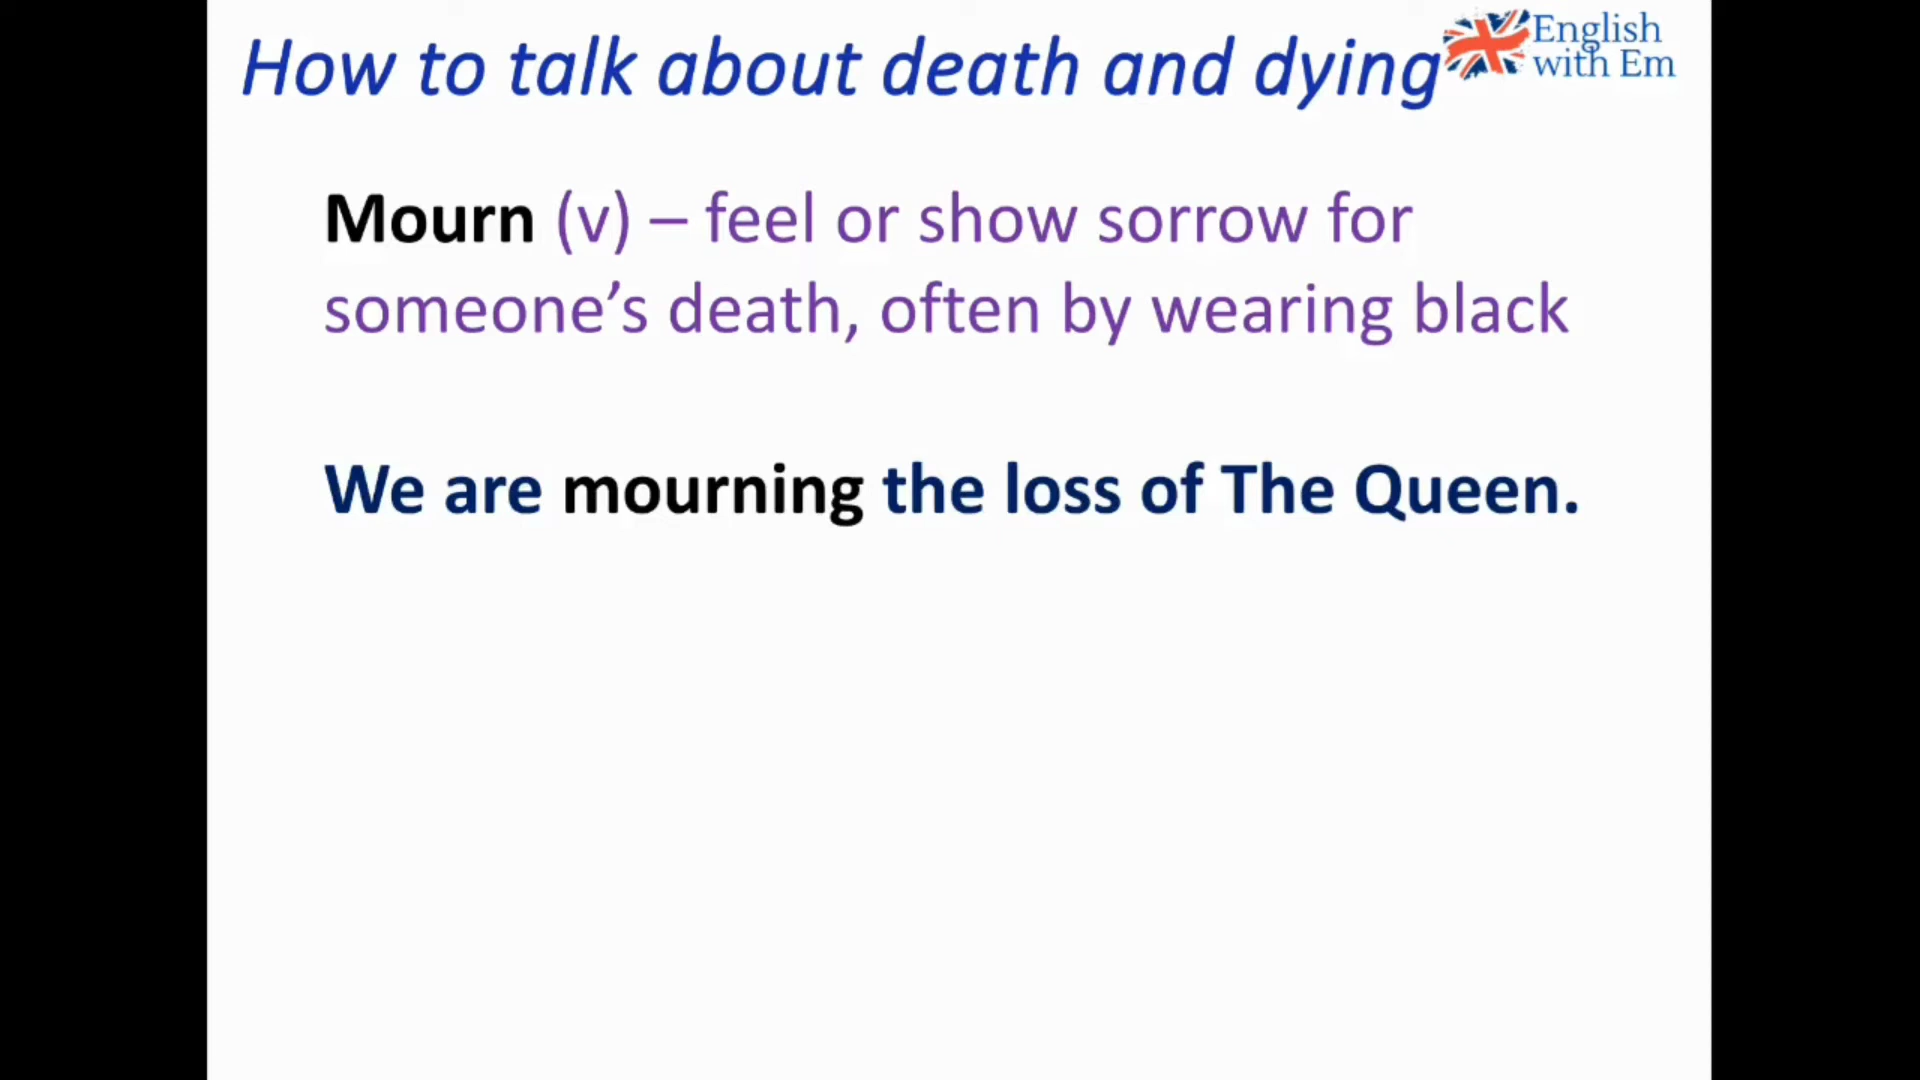 How to talk about death and dying
English
with Em
Mourn (v) – feel or show sorrow for
someone’s death, often by wearing black
We are mourning the loss of The Queen.